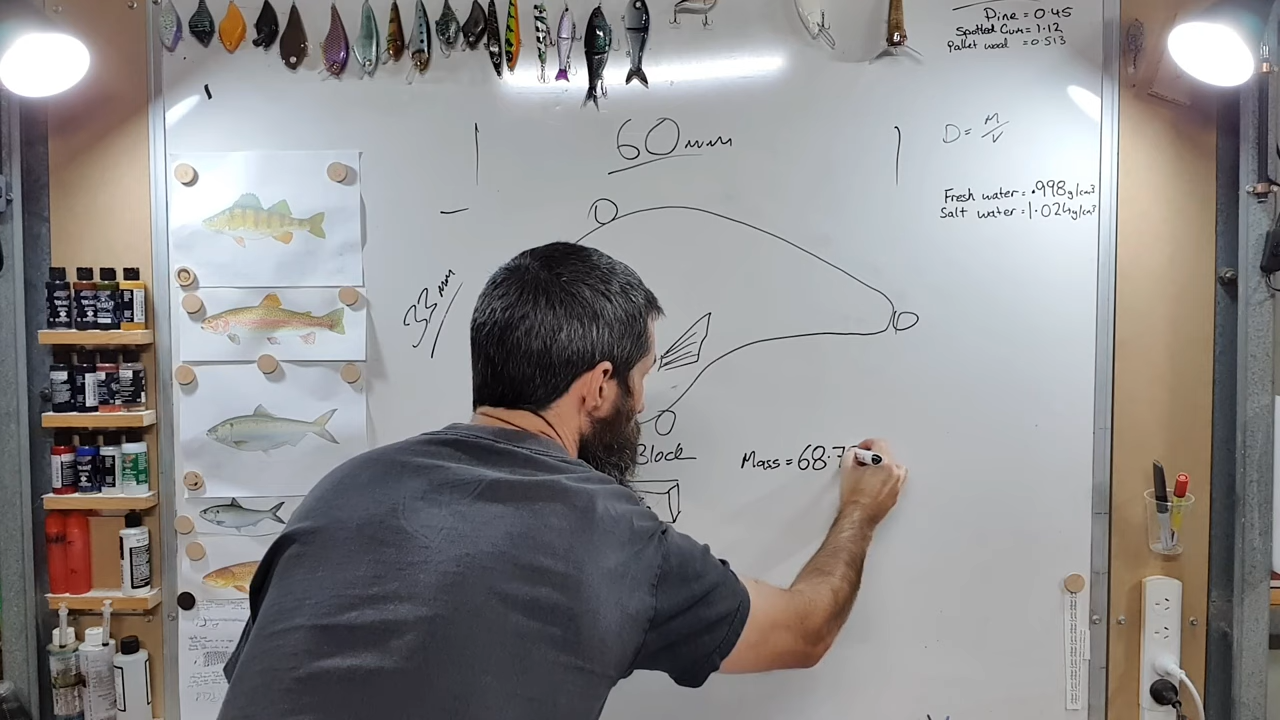 Pine = 0.45
Spotted Gum = 1.12
Pallet wood = 0.513
60mm
D = M/V
Fresh water = .998g/cm³
Salt water = 1.024g/cm³
33mm
Block
Mass = 68.7